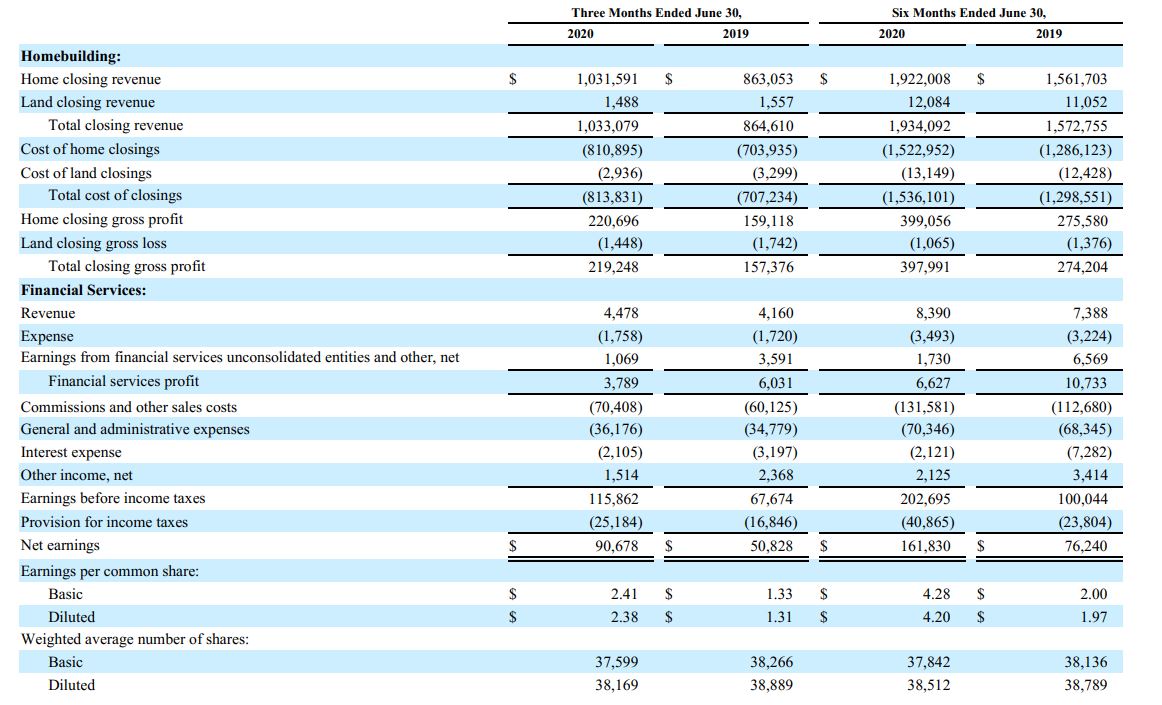 Three Months Ended June 30, Six Months Ended June 30,
2020 2019 2020 2019
Homebuilding:
Home closing revenue $ 1,031,591 $ 863,053 $ 1,922,008 $ 1,561,703
Land closing revenue 1,488 1,557 12,084 11,052
Total closing revenue 1,033,079 864,610 1,934,092 1,572,755
Cost of home closings (810,895) (703,935) (1,522,952) (1,286,123)
Cost of land closings (2,936) (3,299) (13,149) (12,428)
Total cost of closings (813,831) (707,234) (1,536,101) (1,298,551)
Home closing gross profit 220,696 159,118 399,056 275,580
Land closing gross loss (1,448) (1,742) (1,065) (1,376)
Total closing gross profit 219,248 157,376 397,991 274,204
Financial Services:
Revenue 4,478 4,160 8,390 7,388
Expense (1,758) (1,720) (3,493) (3,224)
Earnings from financial services unconsolidated entities and other, net 1,069 3,591 1,730 6,569
Financial services profit 3,789 6,031 6,627 10,733
Commissions and other sales costs (70,408) (60,125) (131,581) (112,680)
General and administrative expenses (36,176) (34,779) (70,346) (68,345)
Interest expense (2,105) (3,197) (2,121) (7,282)
Other income, net 1,514 2,368 2,125 3,414
Earnings before income taxes 115,862 67,674 202,695 100,044
Provision for income taxes (25,184) (16,846) (40,865) (23,804)
Net earnings $ 90,678 $ 50,828 $ 161,830 $ 76,240
Earnings per common share:
Basic $ 2.41 $ 1.33 $ 4.28 $ 2.00
Diluted $ 2.38 $ 1.31 $ 4.20 $ 1.97
Weighted average number of shares:
Basic 37,599 38,266 37,842 38,136
Diluted 38,169 38,889 38,512 38,789